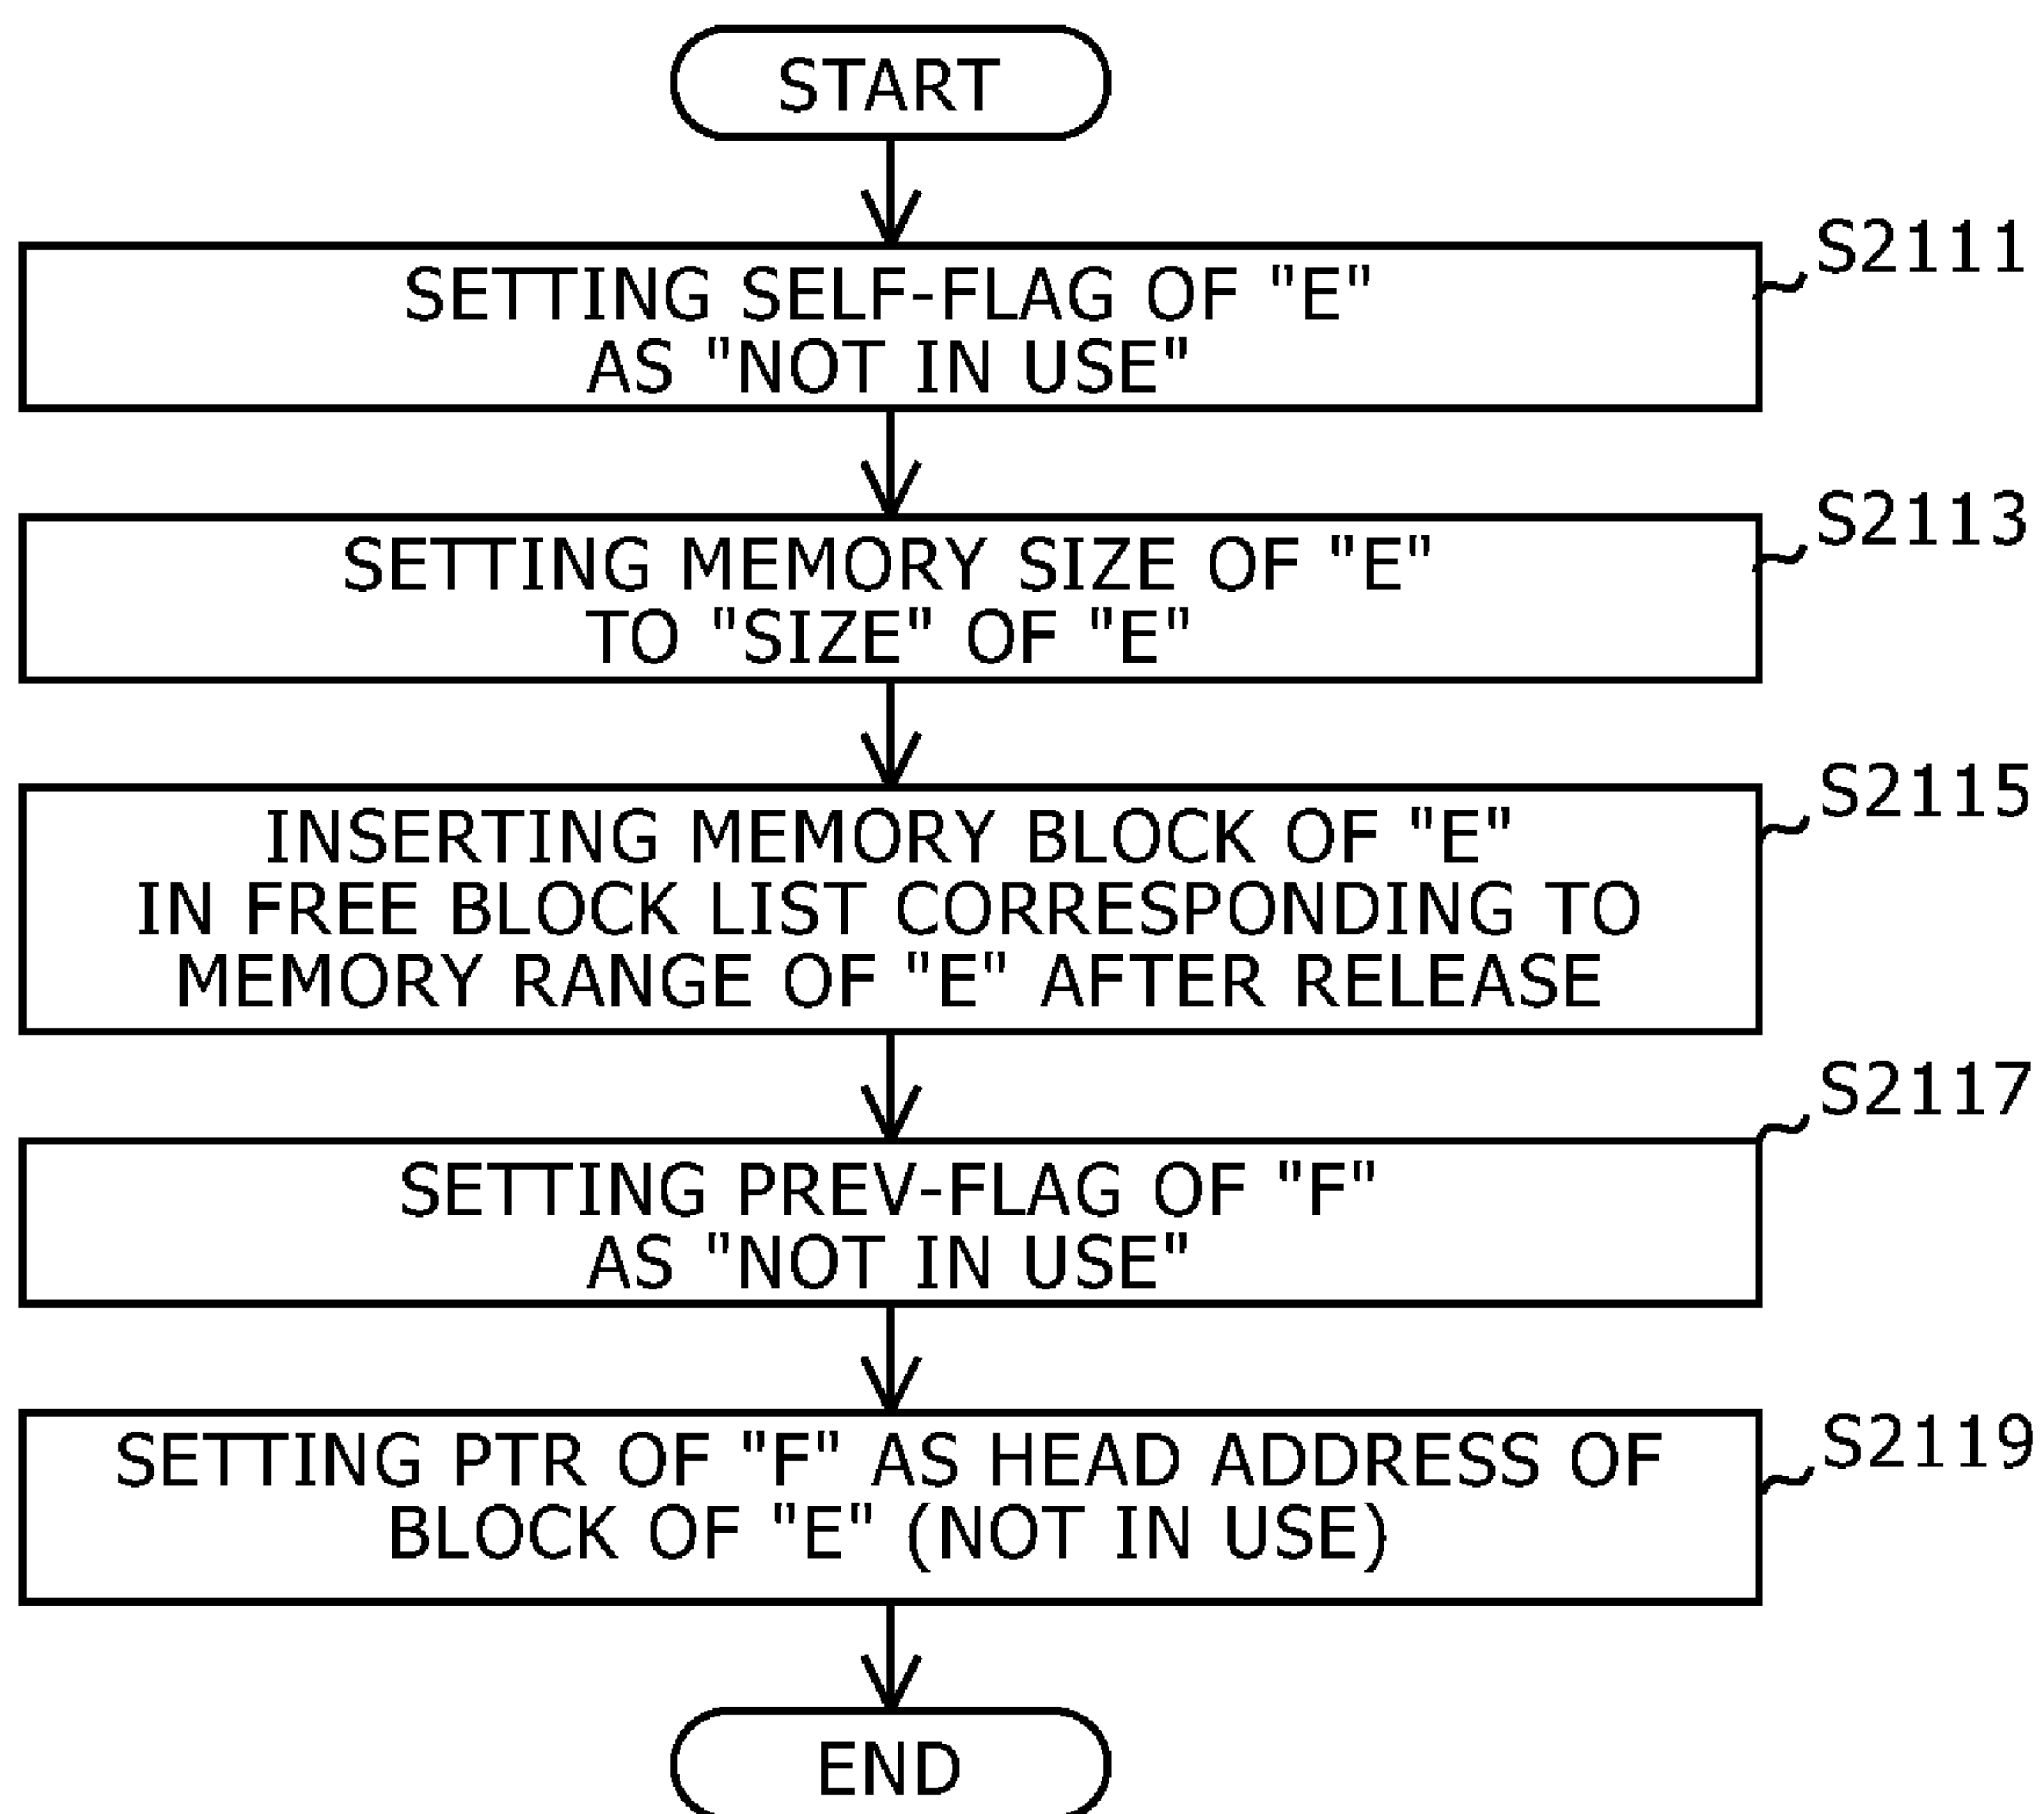 START
S2111
SETTING SELF-FLAG OF "E"
AS "NOT IN USE"
S2113
SETTING MEMORY SIZE OF "E"
TO "SIZE" OF "E"
S2115
INSERTING MEMORY BLOCK OF "E"
IN FREE BLOCK LIST CORRESPONDING TO
MEMORY RANGE OF "E" AFTER RELEASE
S2117
SETTING PREV-FLAG OF "F"
AS "NOT IN USE"
S2119
SETTING PTR OF "F" AS HEAD ADDRESS OF
BLOCK OF "E" (NOT IN USE)
END